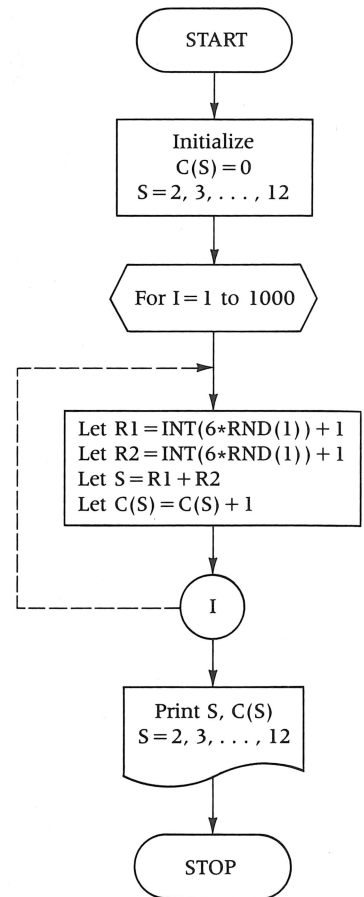 START
Initialize
C(S)=0
S=2, 3, . . . , 12
For I=1 to 1000
Let R1=INT(6*RND(1))+1
Let R2=INT(6*RND(1))+1
Let S=R1+R2
Let C(S)=C(S)+1
I
Print S, C(S)
S=2, 3, . . . , 12
STOP